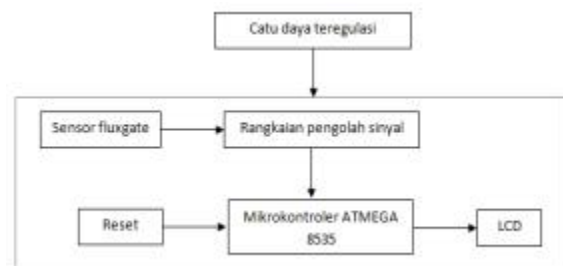 Catu daya teregulasi
Sensor fluxgate
Rangkaian pengolah sinyal
Reset
Mikrokontroler ATMEGA
8535
LCD